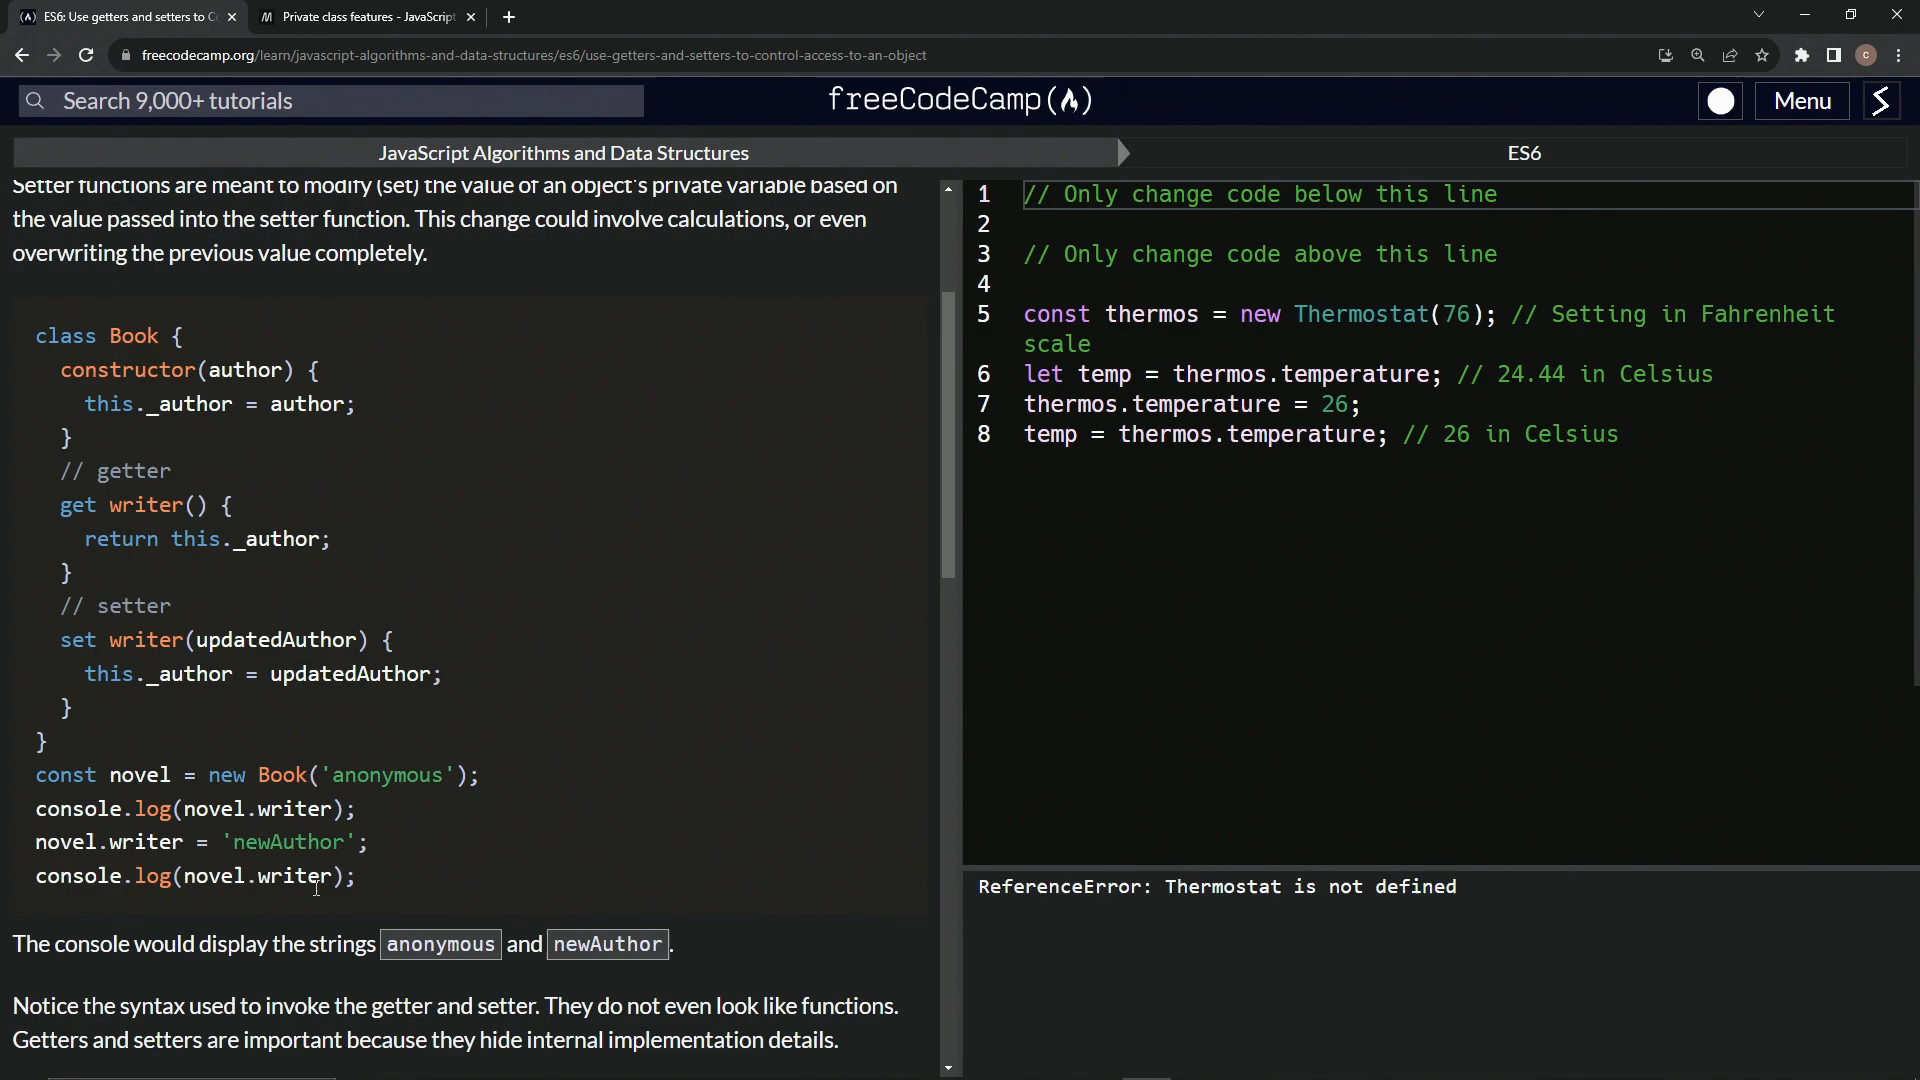 ES6: Use getters and setters to Co
Private class features - JavaScript
freecodecamp.org/learn/javascript-algorithms-and-data-structures/es6/use-getters-and-setters-to-control-access-to-an-object
C
Search 9,000+ tutorials
freeCodeCamp
Menu
JavaScript Algorithms and Data Structures
ES6
Setter functions are meant to modify (set) the value of an object's private variable based on
the value passed into the setter function. This change could involve calculations, or even
overwriting the previous value completely.
class Book {
constructor(author) {
this._author = author;
}
// getter
get writer() {
return this._author;
}
// setter
set writer(updatedAuthor) {
this._author = updatedAuthor;
}
}
const novel = new Book('anonymous');
console.log(novel.writer);
novel.writer = 'newAuthor';
console.log(novel.writer);
The console would display the strings anonymous and newAuthor.
Notice the syntax used to invoke the getter and setter. They do not even look like functions.
Getters and setters are important because they hide internal implementation details.
1 // Only change code below this line
2
3 // Only change code above this line
4
5 const thermos = new Thermostat(76); // Setting in Fahrenheit
scale
6 let temp = thermos.temperature; // 24.44 in Celsius
7 thermos.temperature = 26;
8 temp = thermos.temperature; // 26 in Celsius
ReferenceError: Thermostat is not defined